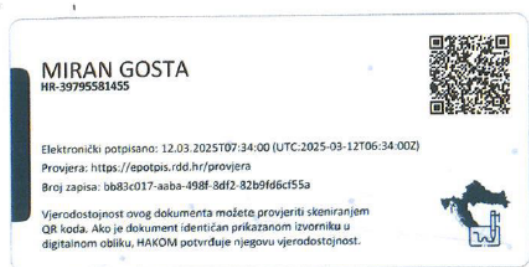 MIRAN GOSTA
HR-39795581455
Elektronički potpisano: 12.03.2025T07:34:00 (UTC:2025-03-12T06:34:00Z)
Provjera: https://epotpis.rdd.hr/provjera
Broj zapisa: bb83c017-aaba-498f-8df2-82b9fd6cf55a
Vjerodostojnost ovog dokumenta možete provjeriti skeniranjem
QR koda. Ako je dokument identičan prikazanom izvorniku u
digitalnom obliku, HAKOM potvrđuje njegovu vjerodostojnost.